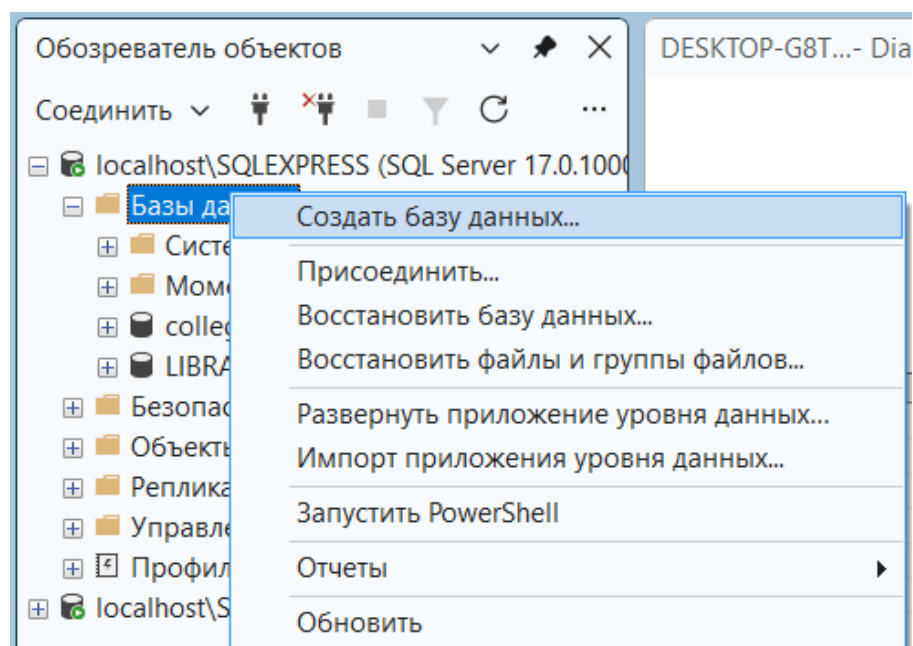 Обозреватель объектов
DESKTOP-G8T...- Dia
Соединить
localhost\SQLEXPRESS (SQL Server 17.0.100
Базы да
Создать базу данных...
Систе
Присоединить...
Моме
Восстановить базу данных...
colleg
Восстановить файлы и группы файлов...
LIBRA
Безопас
Развернуть приложение уровня данных...
Объекты
Импорт приложения уровня данных...
Реплика
Запустить PowerShell
Управле
Профил
Отчеты
localhost\S
Обновить